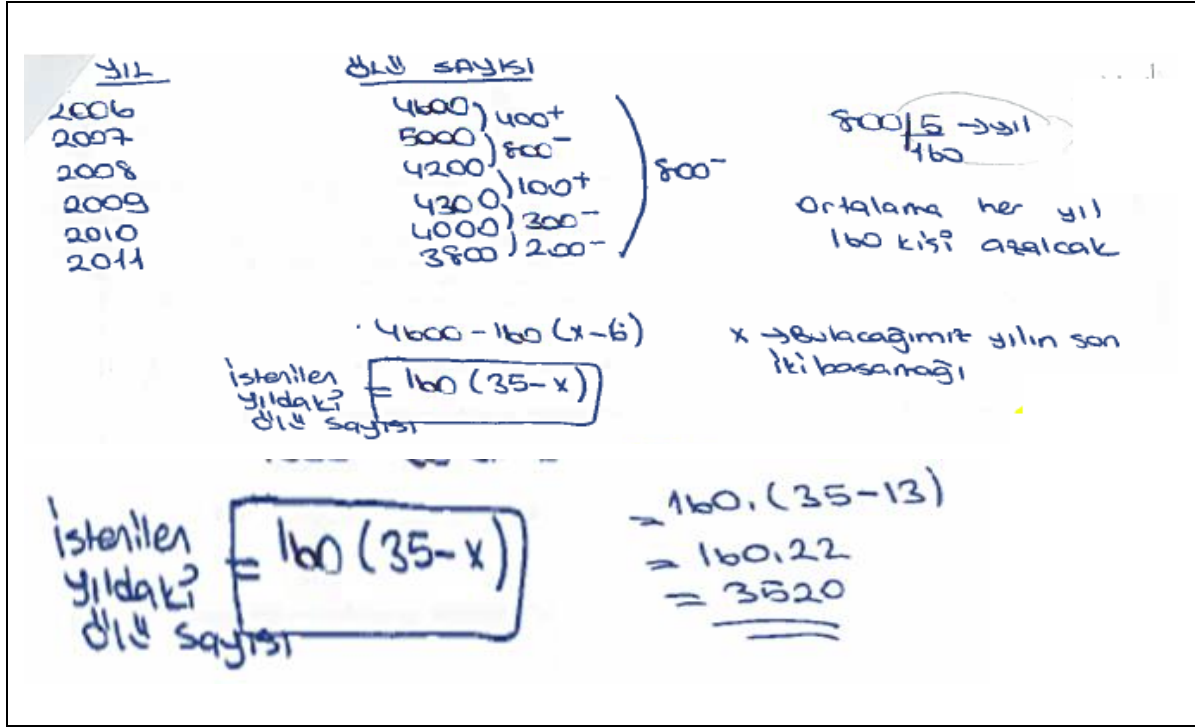 YIL ÖLÜ SAYISI
2006 4600
400+
2007 5000
800-
2008 4200
100+
2009 4300
300-
2010 4000
200-
2011 3800
800-
800 5 → yıl
160
Ortalama her yıl
160 kişi azalcak
4600-160(x-6)
x → Bulacağımız yılın son
iki basamağı
istenilen
yıldaki = 160(35-x)
ölü sayısı
istenilen
yıldaki = 160(35-x)
ölü sayısı
= 160.(35-13)
= 160.22
= 3520